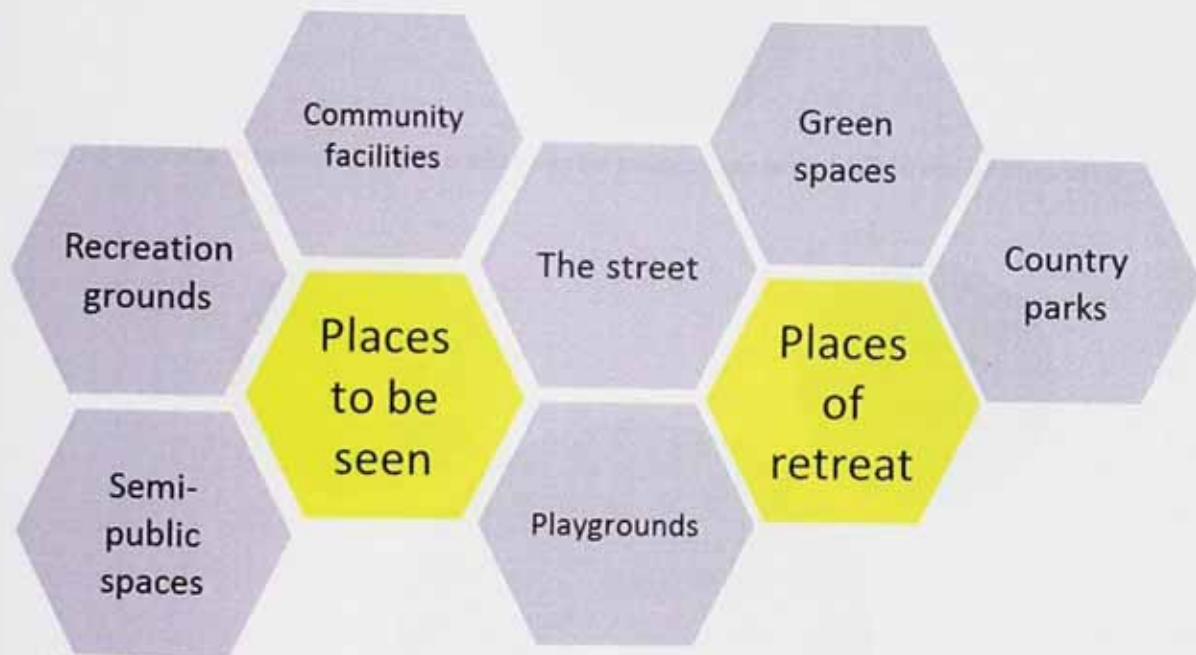 Community
facilities
Green
spaces
Recreation
grounds
The street
Country
parks
Places
to be
seen
Places
of
retreat
Semi-
public
spaces
Playgrounds